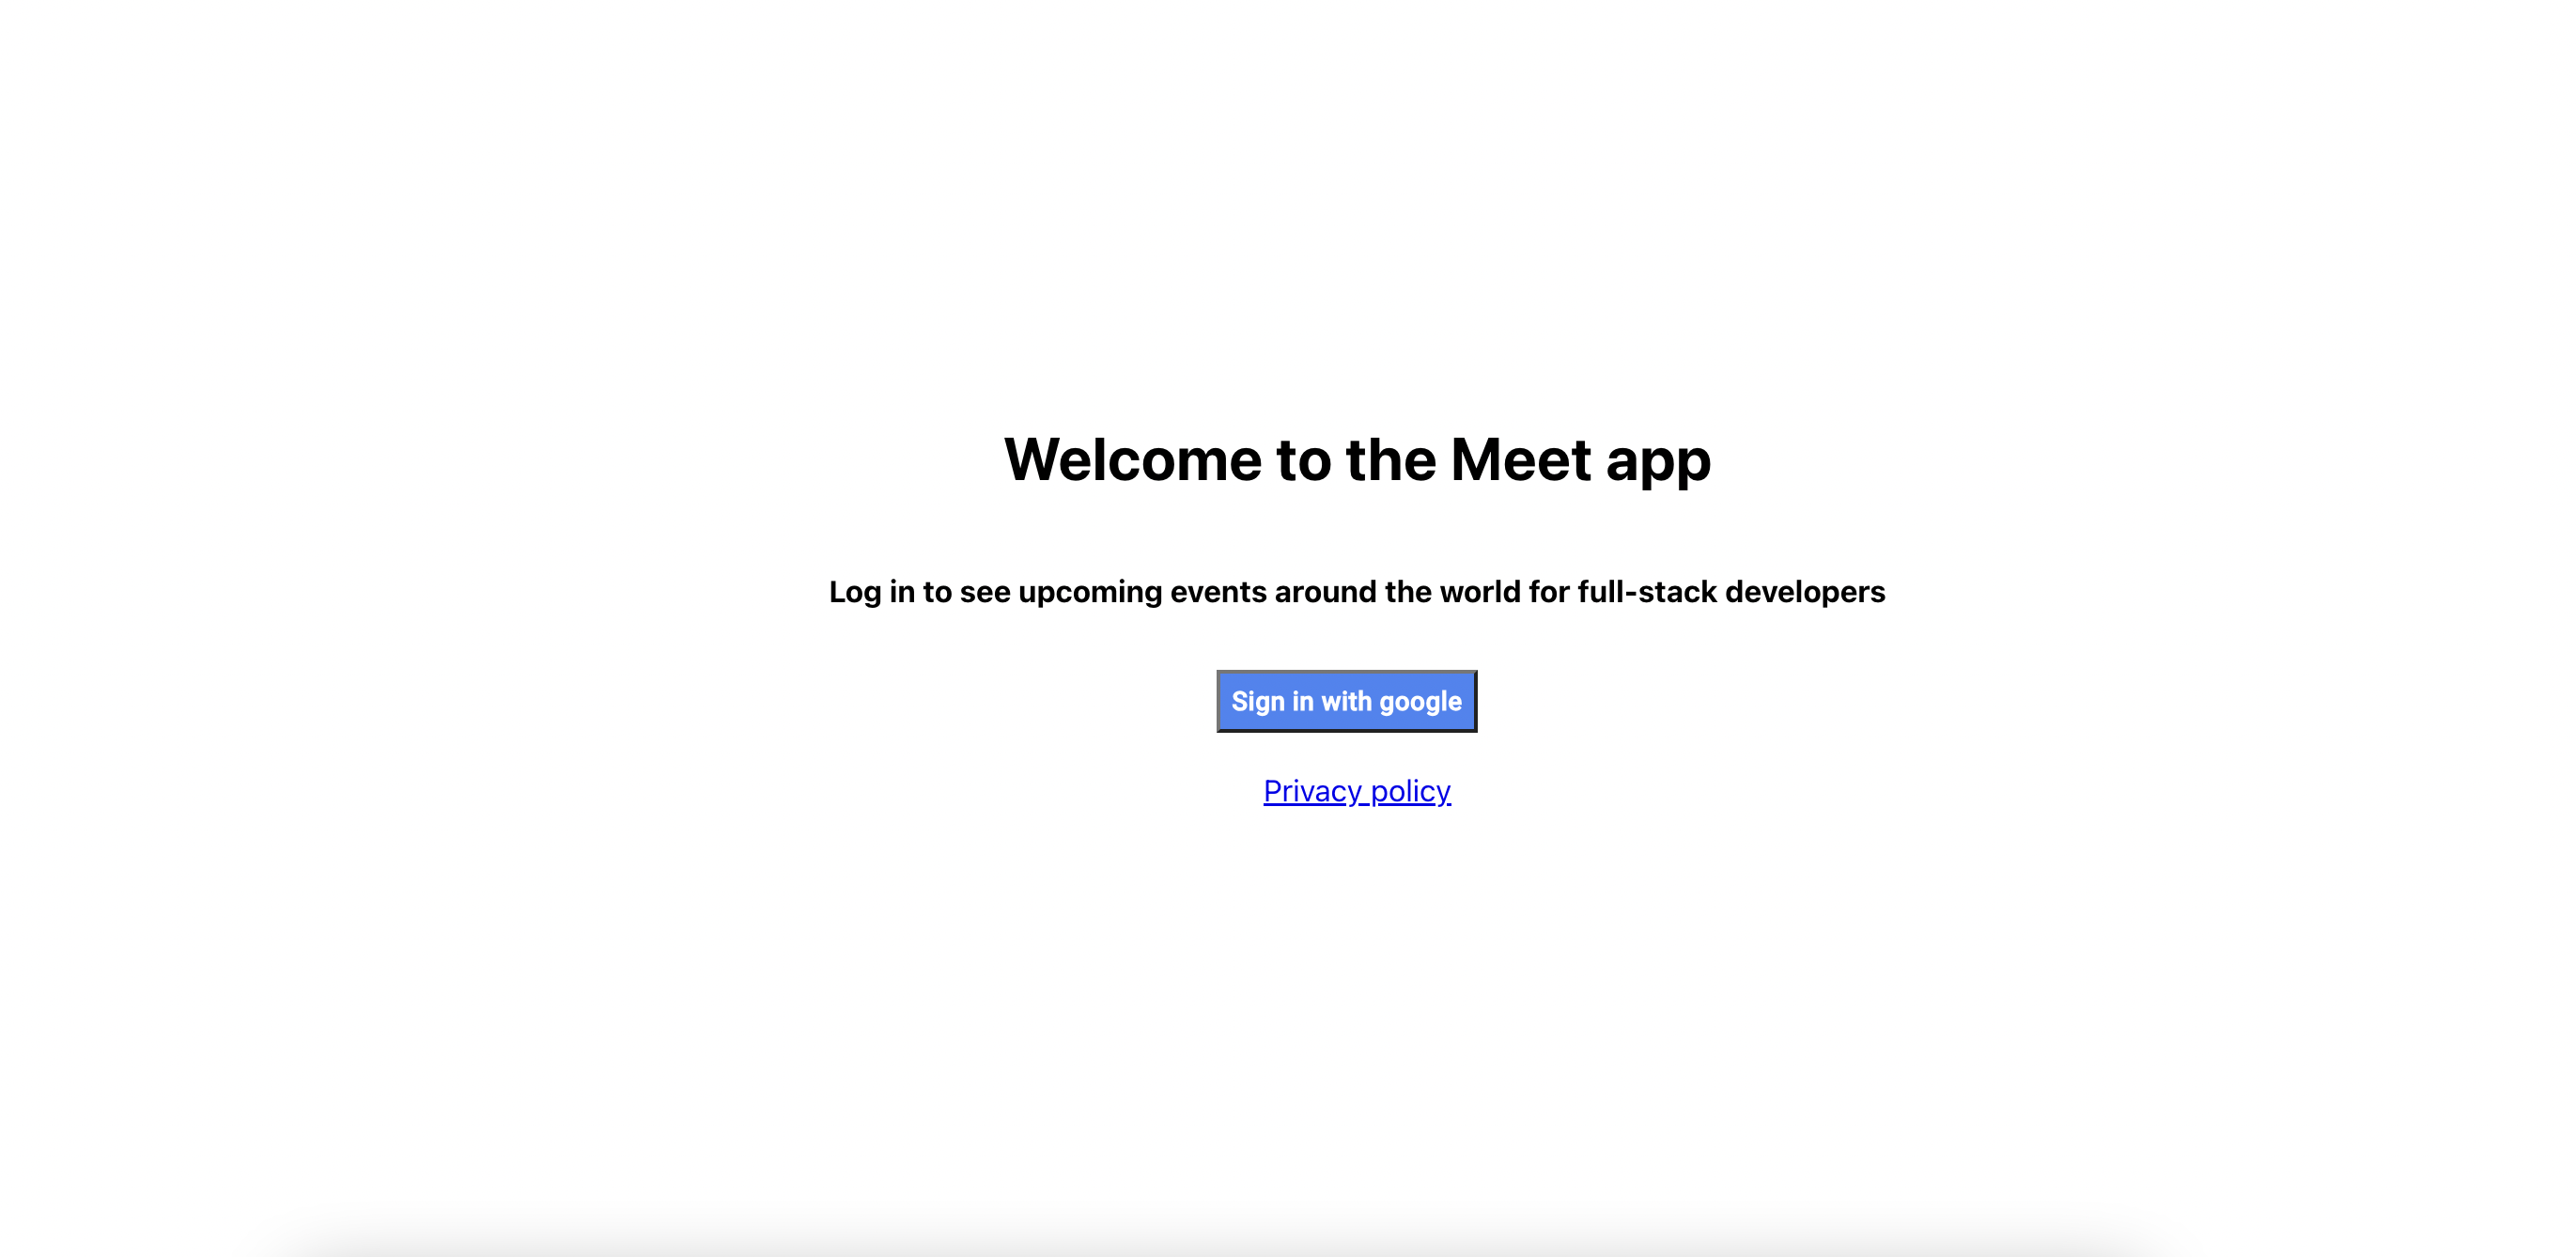 Welcome to the Meet app
Log in to see upcoming events around the world for full-stack developers
Sign in with google
Privacy policy